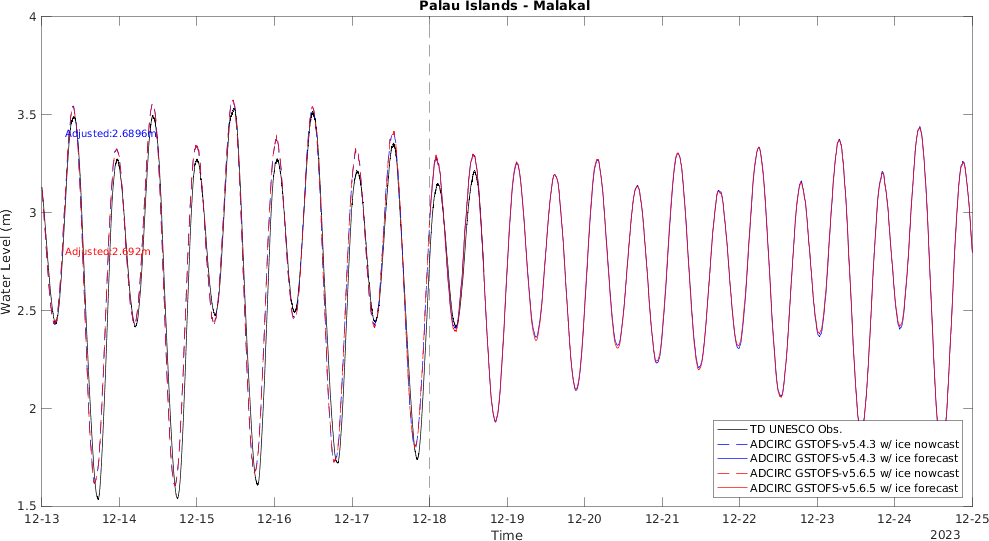 Palau Islands - Malakal
Water Level (m)
4
3.5
3
2.5
2
1.5
Adjusted:2.6896m
Adjusted:2.692m
TD UNESCO Obs.
ADCIRC GSTOFS-v5.4.3 w/ ice nowcast
ADCIRC GSTOFS-v5.4.3 w/ ice forecast
ADCIRC GSTOFS-v5.6.5 w/ ice nowcast
ADCIRC GSTOFS-v5.6.5 w/ ice forecast
12-13 12-14 12-15 12-16 12-17 12-18 12-19 12-20 12-21 12-22 12-23 12-24 12-25
Time
2023